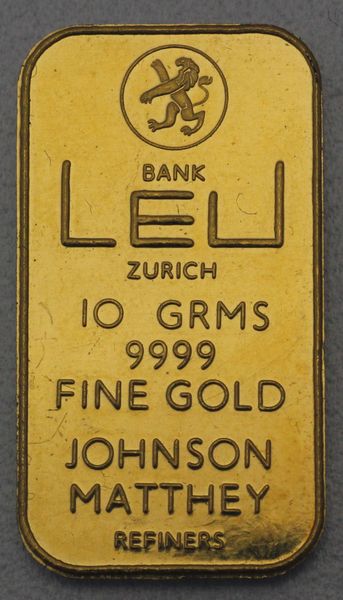 BANK
LEU
ZURICH
10 GRMS
9999
FINE GOLD
JOHNSON
MATTHEY
REFINERS